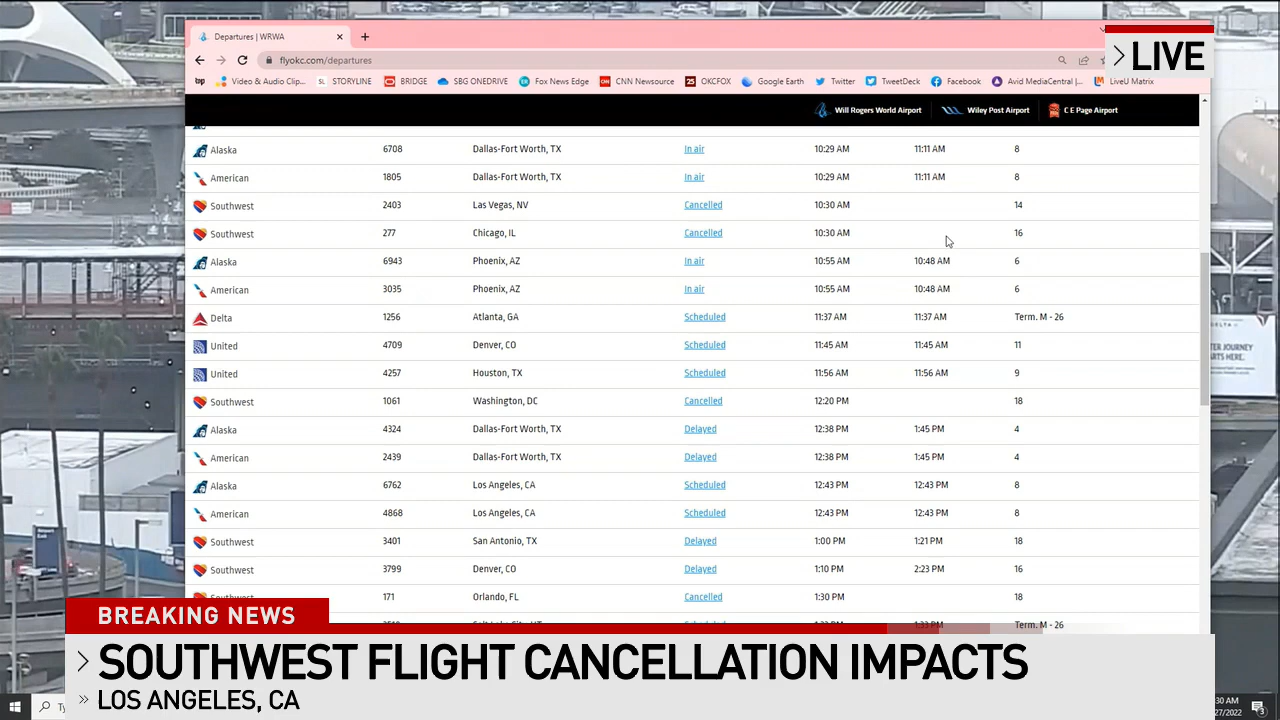 Departures | WRWA
LIVE
flyokc.com/departures
Video & Audio Clip... STORYLINE BRIDGE SBG ONEDRIVE Fox News Edge CNN Newsource OKCFOX Google Earth TweetDeck Facebook Avid MediaCentral |... LiveU Matrix
Will Rogers World Airport Wiley Post Airport C E Page Airport
Alaska 6708 Dallas-Fort Worth, TX In air 10:29 AM 11:11 AM 8
American 1805 Dallas-Fort Worth, TX In air 10:29 AM 11:11 AM 8
Southwest 2403 Las Vegas, NV Cancelled 10:30 AM 14
Southwest 277 Chicago, IL Cancelled 10:30 AM 16
Alaska 6943 Phoenix, AZ In air 10:55 AM 10:48 AM 6
American 3035 Phoenix, AZ In air 10:55 AM 10:48 AM 6
Delta 1256 Atlanta, GA Scheduled 11:37 AM 11:37 AM Term. M - 26
United 4709 Denver, CO Scheduled 11:45 AM 11:45 AM 11
United 4257 Houston, TX Scheduled 11:56 AM 11:56 AM 9
Southwest 1061 Washington, DC Cancelled 12:20 PM 18
Alaska 4324 Dallas-Fort Worth, TX Delayed 12:38 PM 1:45 PM 4
American 2439 Dallas-Fort Worth, TX Delayed 12:38 PM 1:45 PM 4
Alaska 6762 Los Angeles, CA Scheduled 12:43 PM 12:43 PM 8
American 4868 Los Angeles, CA Scheduled 12:43 PM 12:43 PM 8
Southwest 3401 San Antonio, TX Delayed 1:00 PM 1:21 PM 18
Southwest 3799 Denver, CO Delayed 1:10 PM 2:23 PM 16
Southwest 171 Orlando, FL Cancelled 1:30 PM 18
Term. M - 26
BREAKING NEWS
SOUTHWEST FLIGHT CANCELLATION IMPACTS
LOS ANGELES, CA
DELTA
JOURNEY
HERE.
Ty
30 AM
27/2022
3